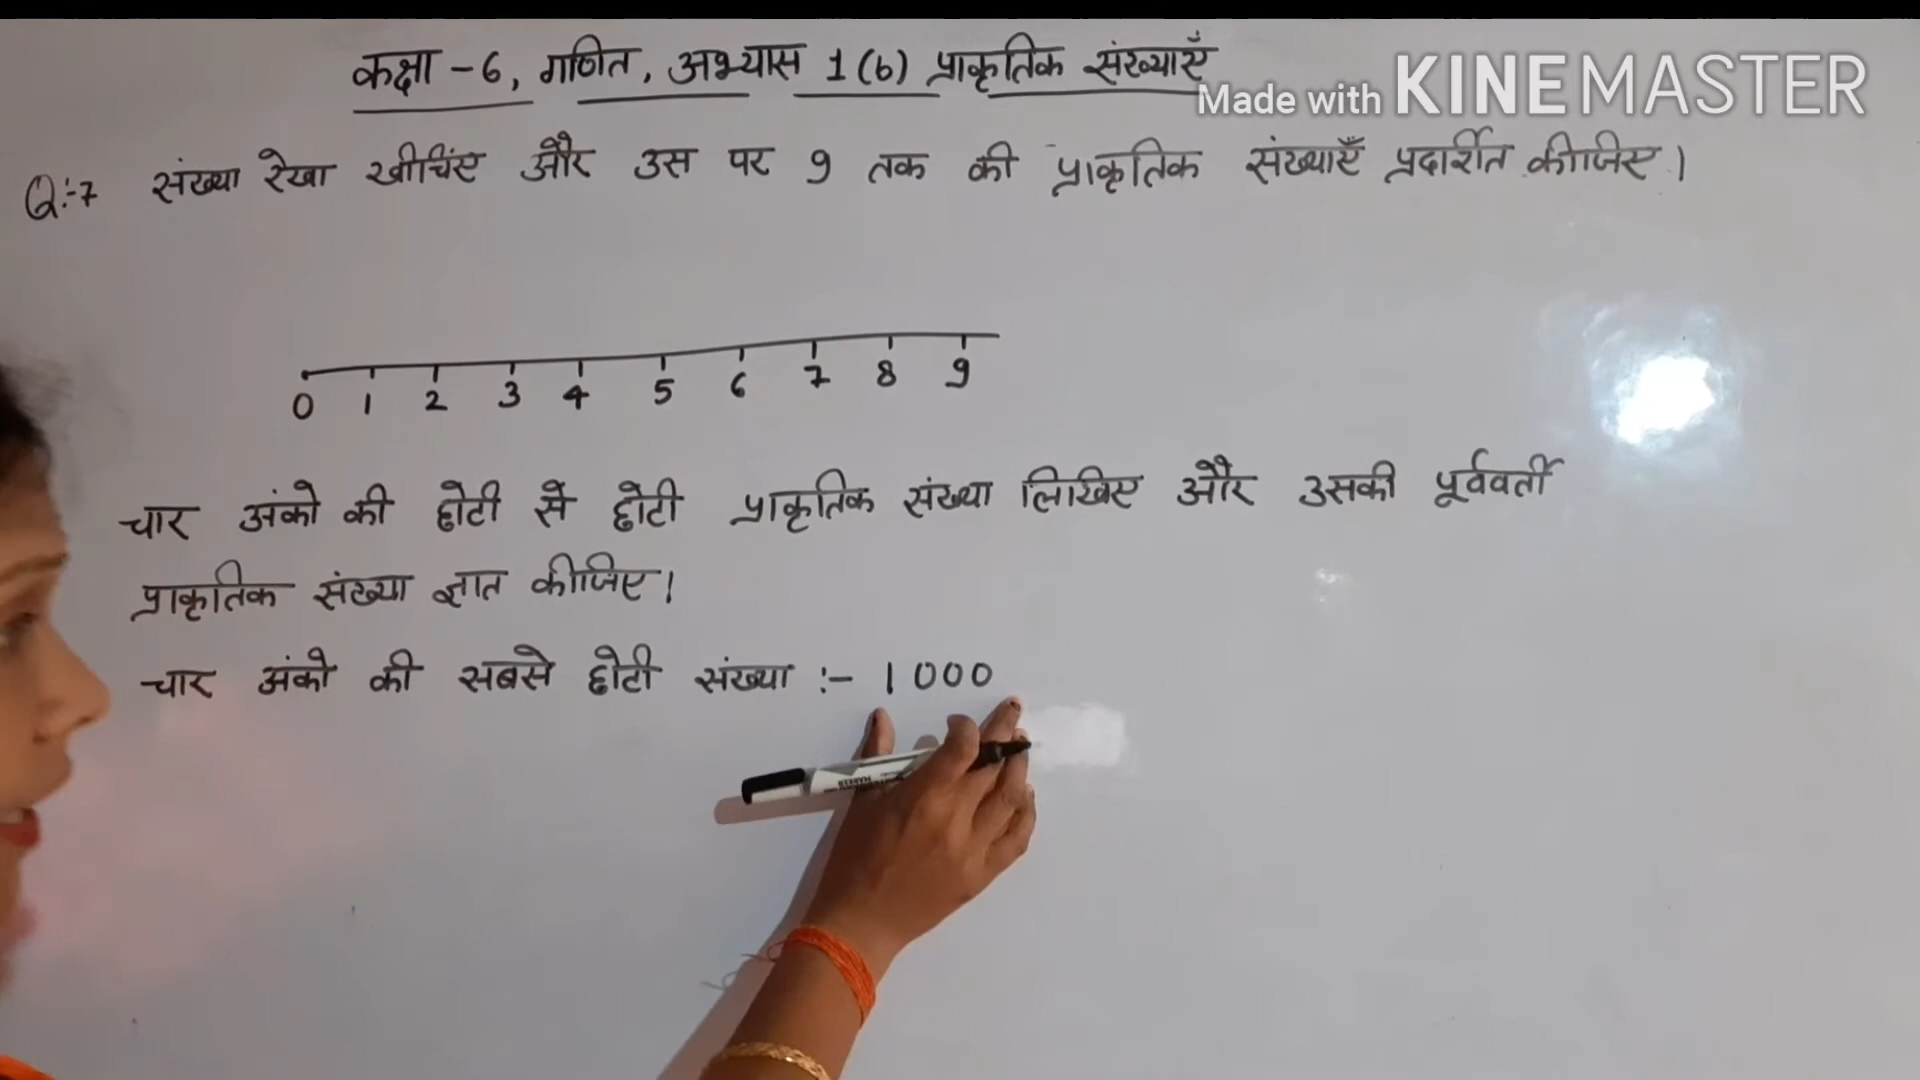 कक्षा - 6, गणित, अभ्यास 1(b) प्राकृतिक संख्याएँ
Made with KINEMASTER
Q:-7 संख्या रेखा खीचिंए और उस पर 9 तक की प्राकृतिक संख्याएँ प्रदर्शित कीजिए।
0 1 2 3 4 5 6 7 8 9
चार अंको की छोटी से छोटी प्राकृतिक संख्या लिखिए और उसकी पूर्ववर्ती
प्राकृतिक संख्या ज्ञात कीजिए।
चार अंको की सबसे छोटी संख्या :- 1000